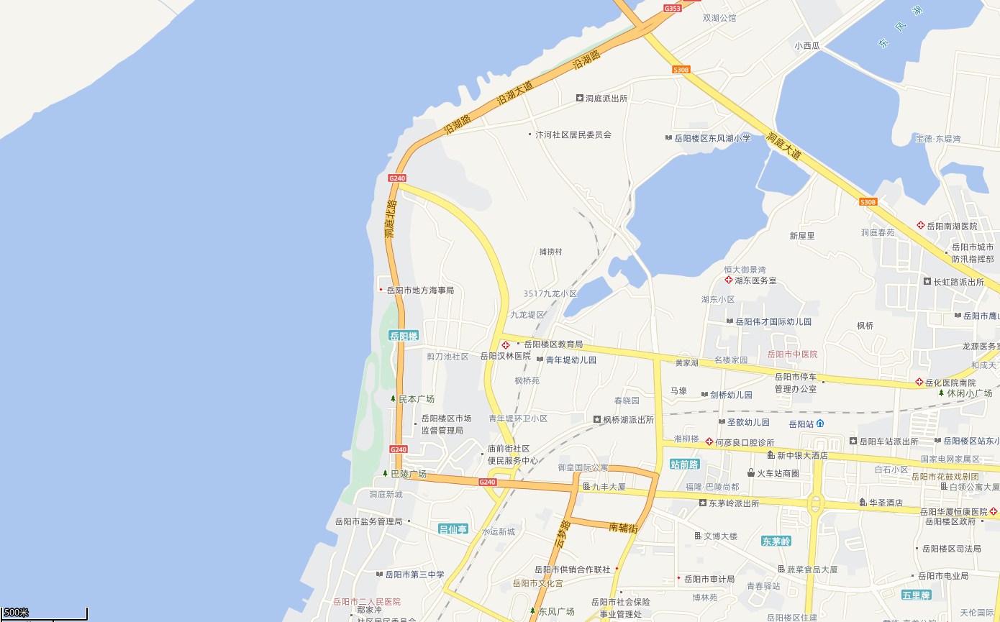 G353
双湖公馆
东风湖
小西瓜
沿湖路
S308
沿湖大道
洞庭派出所
沿湖路
汴河社区居民委员会
岳阳楼区东风湖小学
洞庭大道
宝德·东堤湾
G240
S308
洞庭北路
岳阳南湖医院
洞庭春苑
新屋里
岳阳市城市
防汛指挥部
捕捞村
恒大御景湾
湖东医务室
长虹路派出所
岳阳市地方海事局
3517九龙小区
湖东小区
九龙堤区
岳阳伟才国际幼儿园
岳阳市鹰山
枫桥
岳阳楼
岳阳楼区教育局
龙源医务室
剪刀池社区
岳阳汉林医院
青年堤幼儿园
黄家湖
名楼家园
岳阳市中医院
和成天下
枫桥苑
岳阳市停车
管理办公室
岳化医院南院
马壕
剑桥幼儿园
休闲小广场
民本广场
春晓园
岳阳楼区市场
监督管理局
青年堤环卫小区
枫桥湖派出所
圣歆幼儿园
岳阳站
湘柳楼
何彦良口腔诊所
岳阳车站派出所
岳阳楼区站东小
G240
庙前街社区
便民服务中心
新中银大酒店
国家电网家属区
站前路
御皇国际公寓
火车站商圈
白石小区
巴陵广场
G240
岳阳市花鼓戏剧团
九丰大厦
福隆·巴陵尚都
白领公寓大厦
洞庭新城
东茅岭派出所
华圣酒店
岳阳华厦恒康医院
岳阳市盐务管理局
岳阳楼区政府
吕仙亭
水运新城
云梦路
南辅街
文博大楼
东茅岭
岳阳楼区司法局
岳阳市第三中学
岳阳市供销合作联社
蔬菜食品大厦
岳阳市文化宫
岳阳市审计局
岳阳市电业局
青春驿站
岳阳市二人民医院
岳阳市社会保险
事业管理处
博林苑
五里牌
鄢家冲
东风广场
岳阳楼区住建
天伦国际
500米
社区居民委员会